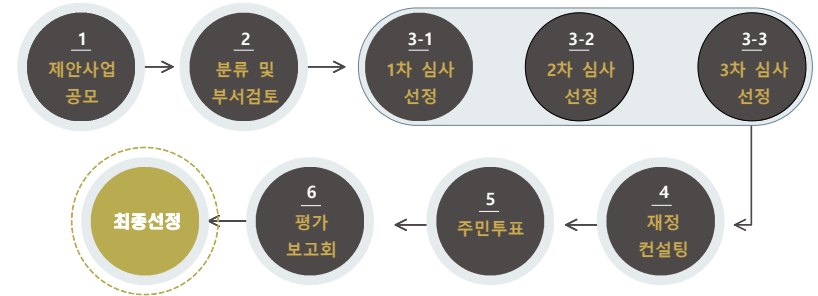 1
제안사업
공모
2
분류 및
부서검토
3-1
1차 심사
선정
3-2
2차 심사
선정
3-3
3차 심사
선정
4
재정
컨설팅
5
주민투표
6
평가
보고회
최종선정